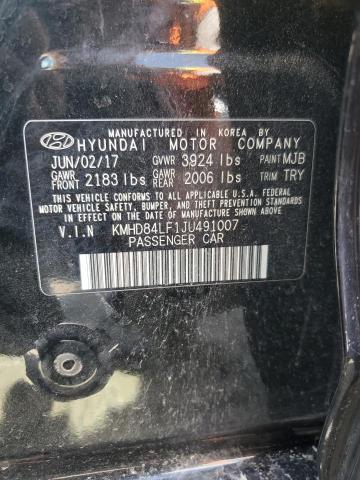 MANUFACTURED IN KOREA BY
HYUNDAI MOTOR COMPANY
JUN/02/17 GVWR 3924 lbs PAINT MJB
GAWR FRONT 2183 lbs GAWR REAR 2006 lbs TRIM TRY
THIS VEHICLE CONFORMS TO ALL APPLICABLE U.S.A. FEDERAL
MOTOR VEHICLE SAFETY, BUMPER, AND THEFT PREVENTION
STANDARDS IN EFFECT ON THE DATE OF MANUFACTURE SHOWN ABOVE.
V.I.N KMHD84LF1JU491007
PASSENGER CAR